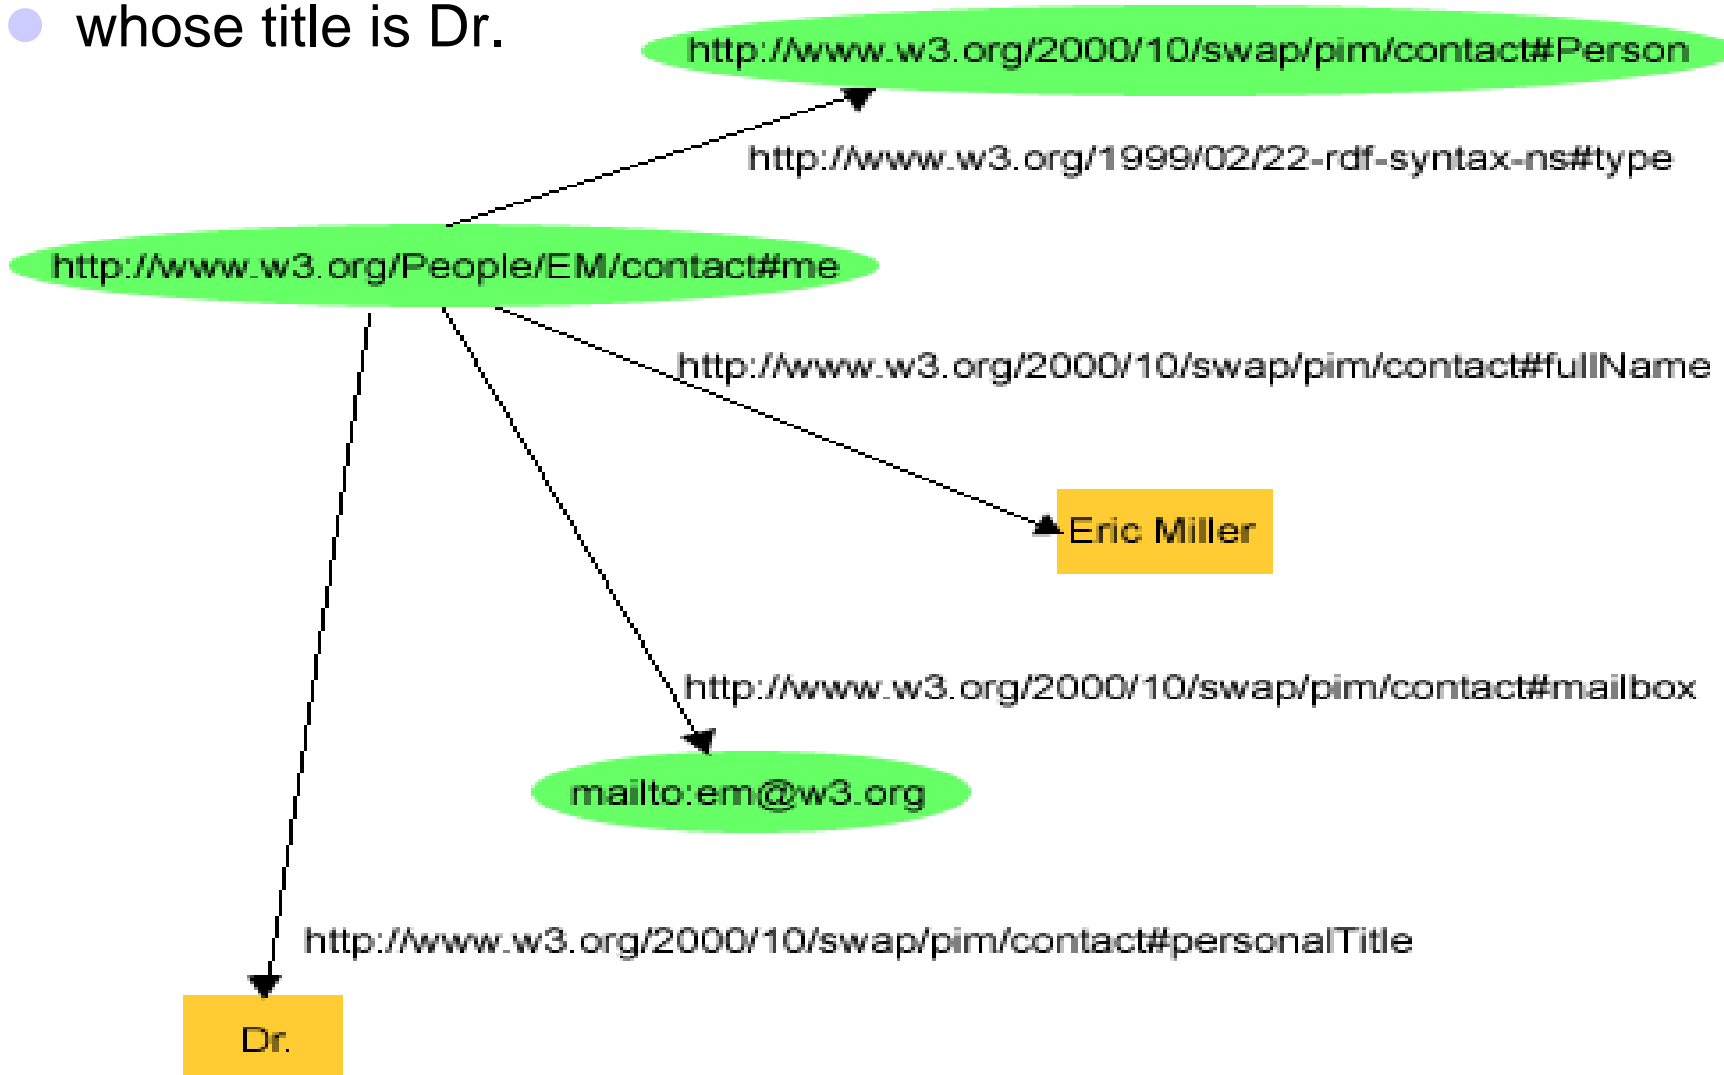 whose title is Dr.
http://www.w3.org/2000/10/swap/pim/contact#Person
http://www.w3.org/1999/02/22-rdf-syntax-ns#type
http://www.w3.org/People/EM/contact#me
http://www.w3.org/2000/10/swap/pim/contact#fullName
Eric Miller
http://www.w3.org/2000/10/swap/pim/contact#mailbox
mailto:em@w3.org
http://www.w3.org/2000/10/swap/pim/contact#personalTitle
Dr.